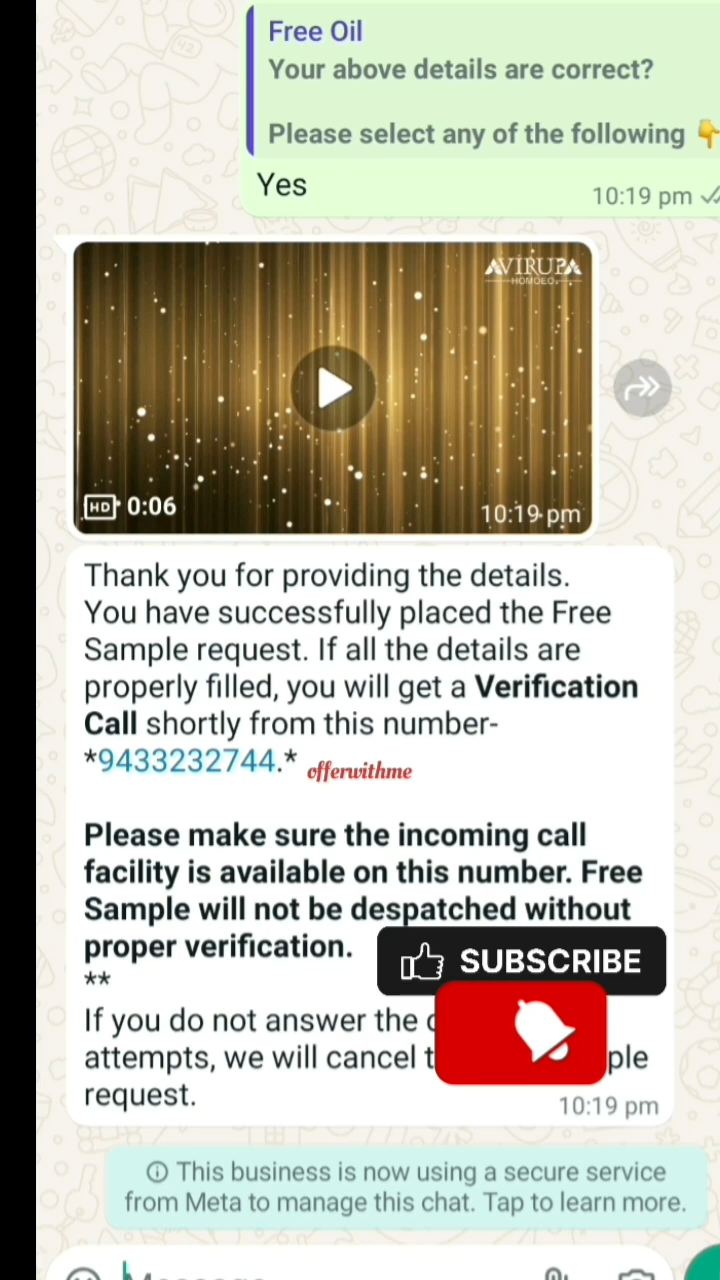 Free Oil
Your above details are correct?
Please select any of the following 👇
Yes
10:19 pm
AVIRUPA
HOMOEO
HD 0:06
10:19 pm
Thank you for providing the details.
You have successfully placed the Free
Sample request. If all the details are
properly filled, you will get a Verification
Call shortly from this number-
*9433232744.* offerwithme
Please make sure the incoming call
facility is available on this number. Free
Sample will not be despatched without
proper verification.
SUBSCRIBE
**
If you do not answer the
attempts, we will cancel
request.
10:19 pm
This business is now using a secure service
from Meta to manage this chat. Tap to learn more.